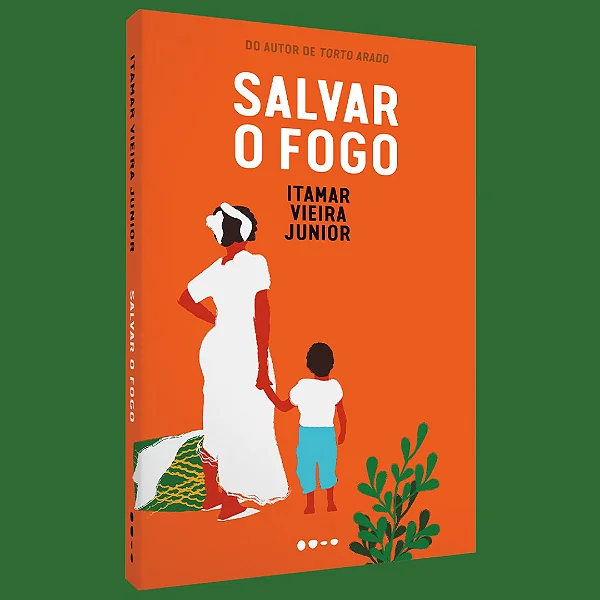 DO AUTOR DE TORTO ARADO
SALVAR
O FOGO
ITAMAR
VIEIRA
JUNIOR
ITAMAR VIEIRA JUNIOR
SALVAR O FOGO